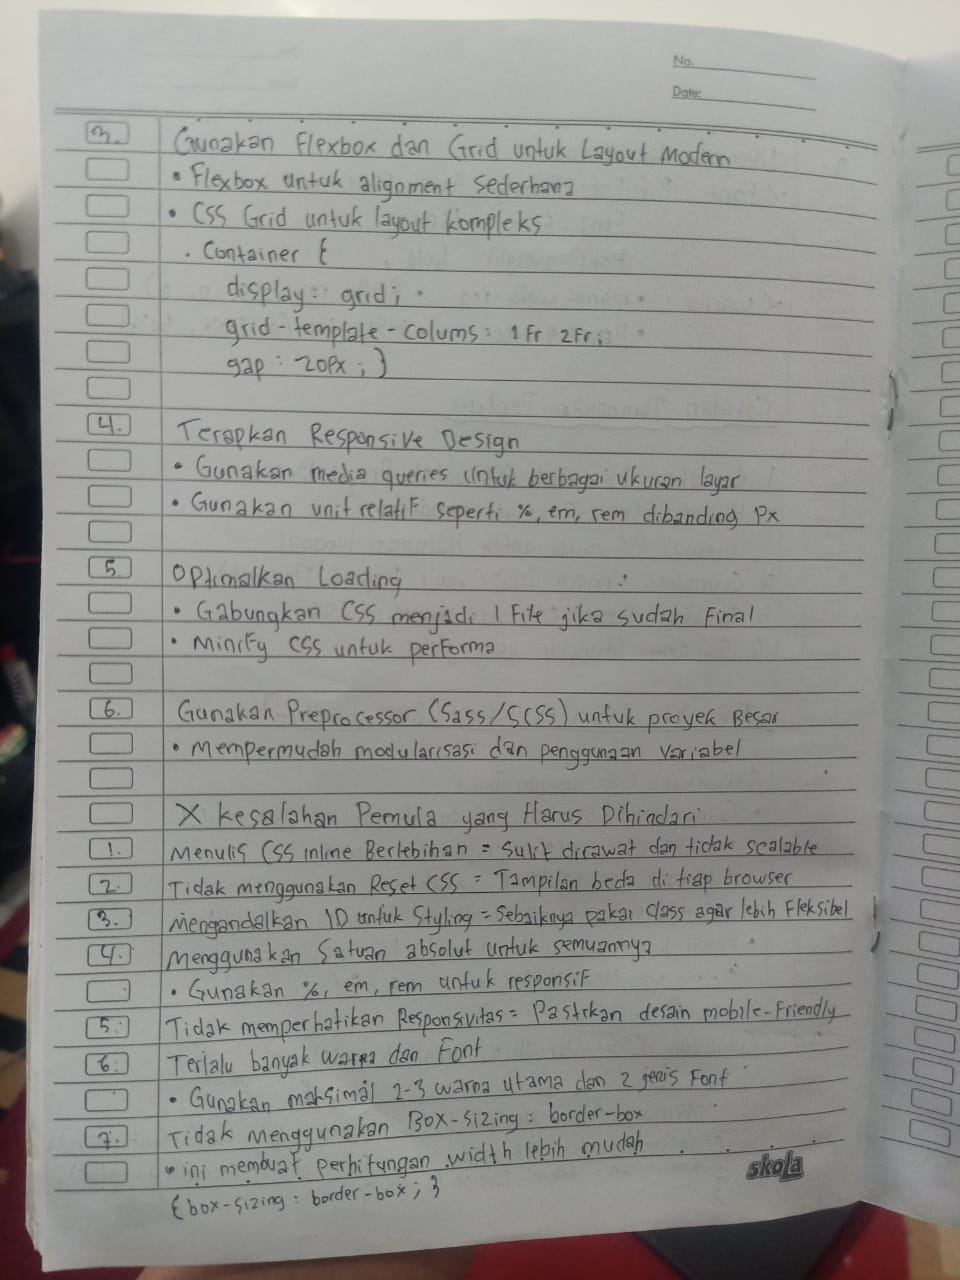 No.
Date:
3. Gunakan Flexbox dan Grid untuk Layout Modern
• Flexbox untuk alignment sederhana
• CSS Grid untuk layout kompleks
. Container {
display: grid;
grid-template-colums: 1Fr 2Fr;
gap: 20px; }
4. Terapkan Responsive Design
• Gunakan media queries untuk berbagai ukuran layar
• Gunakan unit relatif seperti %, em, rem dibanding Px
5. Optimalkan Loading
• Gabungkan CSS menjadi 1 File jika sudah Final
• Minify CSS untuk performa
6. Gunakan Preprocessor (Sass/SCSS) untuk proyek Besar
• Mempermudah modularisasi dan penggunaan variabel
X Kesalahan Pemula yang Harus Dihindari
1. Menulis CSS inline Berlebihan = Sulit dirawat dan tidak scalable
2. Tidak menggunakan Reset CSS = Tampilan beda di tiap browser
3. Mengandalkan ID untuk Styling = Sebaiknya pakai Class agar lebih Fleksibel
4. Menggunakan Satuan absolut untuk semuannya
• Gunakan %, em, rem untuk responsif
5. Tidak memperhatikan Responsivitas = Pastikan desain mobile-Friendly
6. Terlalu banyak warna dan Font
• Gunakan maksimal 2-3 warna utama dan 2 jenis Font
7. Tidak Menggunakan Box-sizing: border-box
• ini membuat perhitungan width lebih mudah
skola
{box-sizing: border-box; }